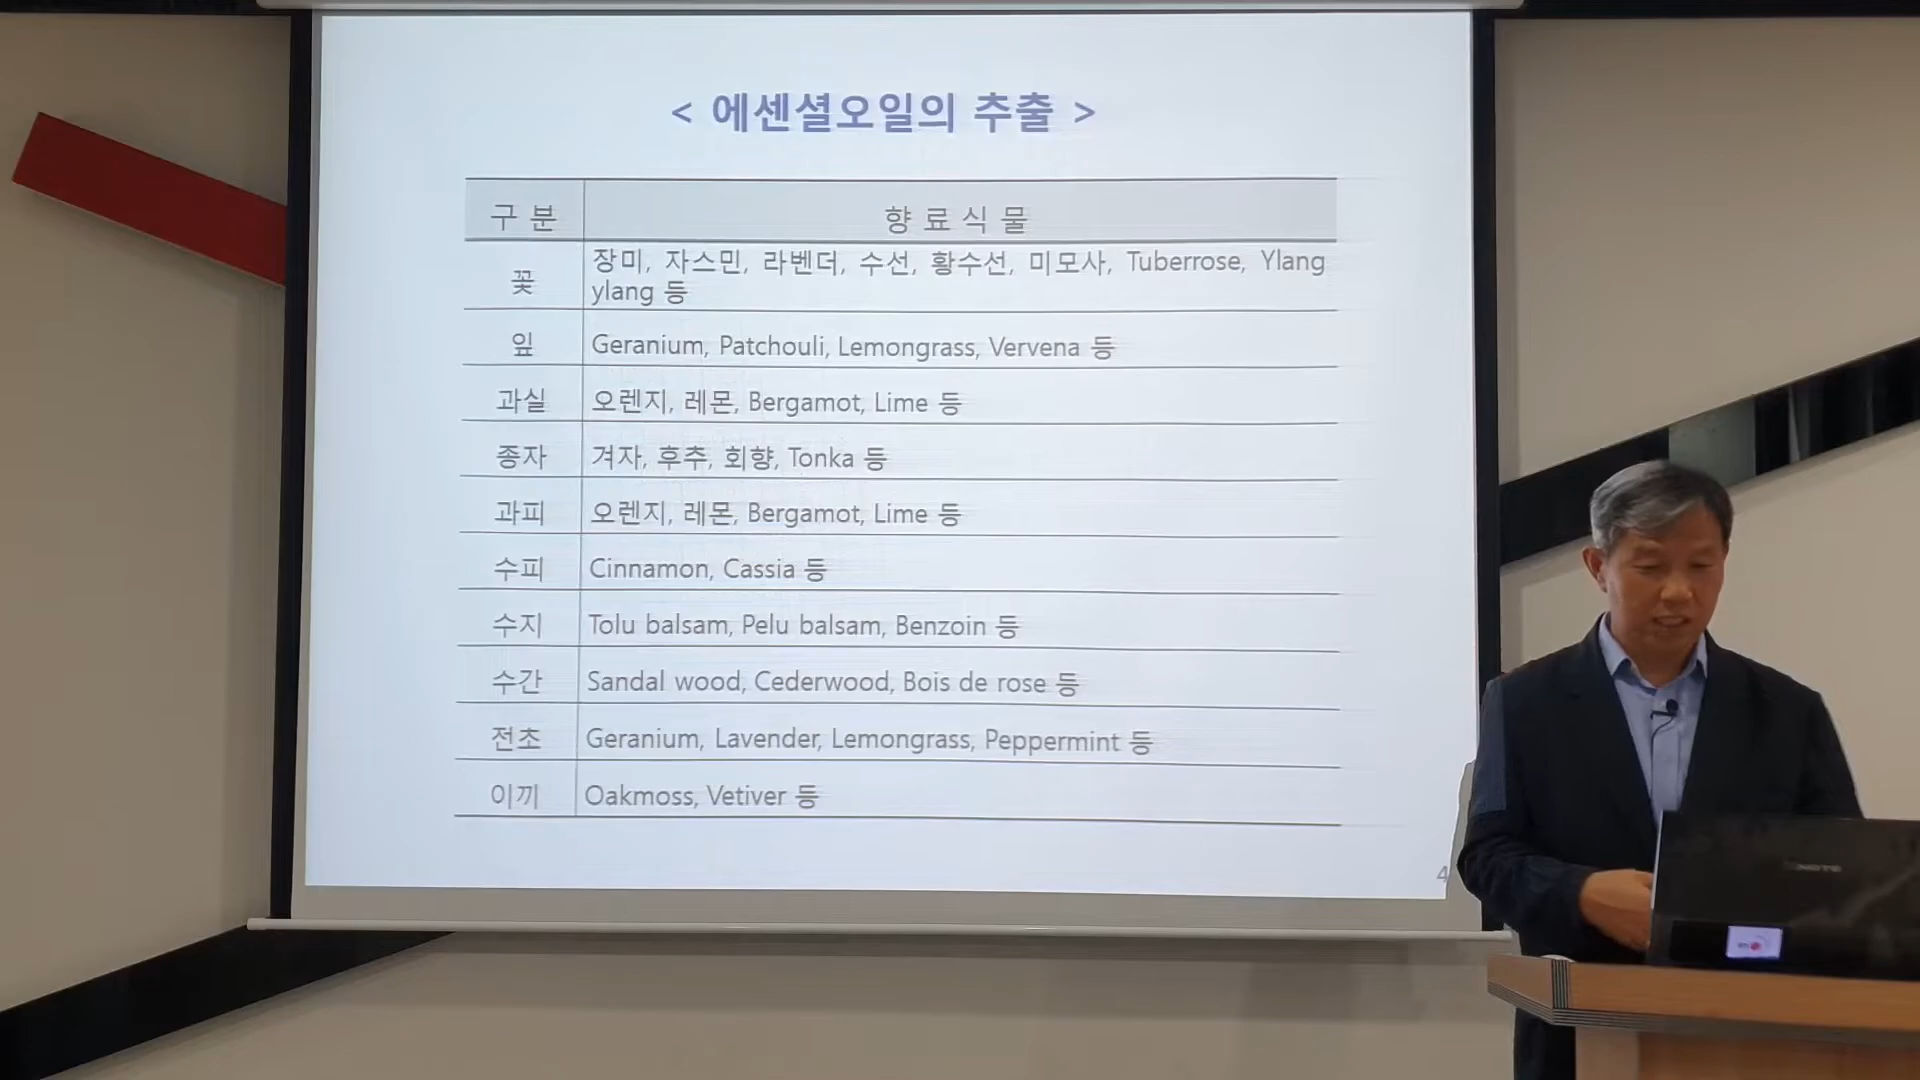 < 에센셜오일의 추출 >
구 분 향 료 식 물
꽃 장미, 자스민, 라벤더, 수선, 황수선, 미모사, Tuberrose, Ylang
ylang 등
잎 Geranium, Patchouli, Lemongrass, Vervena 등
과실 오렌지, 레몬, Bergamot, Lime 등
종자 겨자, 후추, 회향, Tonka 등
과피 오렌지, 레몬, Bergamot, Lime 등
수피 Cinnamon, Cassia 등
수지 Tolu balsam, Pelu balsam, Benzoin 등
수간 Sandal wood, Cederwood, Bois de rose 등
전초 Geranium, Lavender, Lemongrass, Peppermint 등
이끼 Oakmoss, Vetiver 등
4